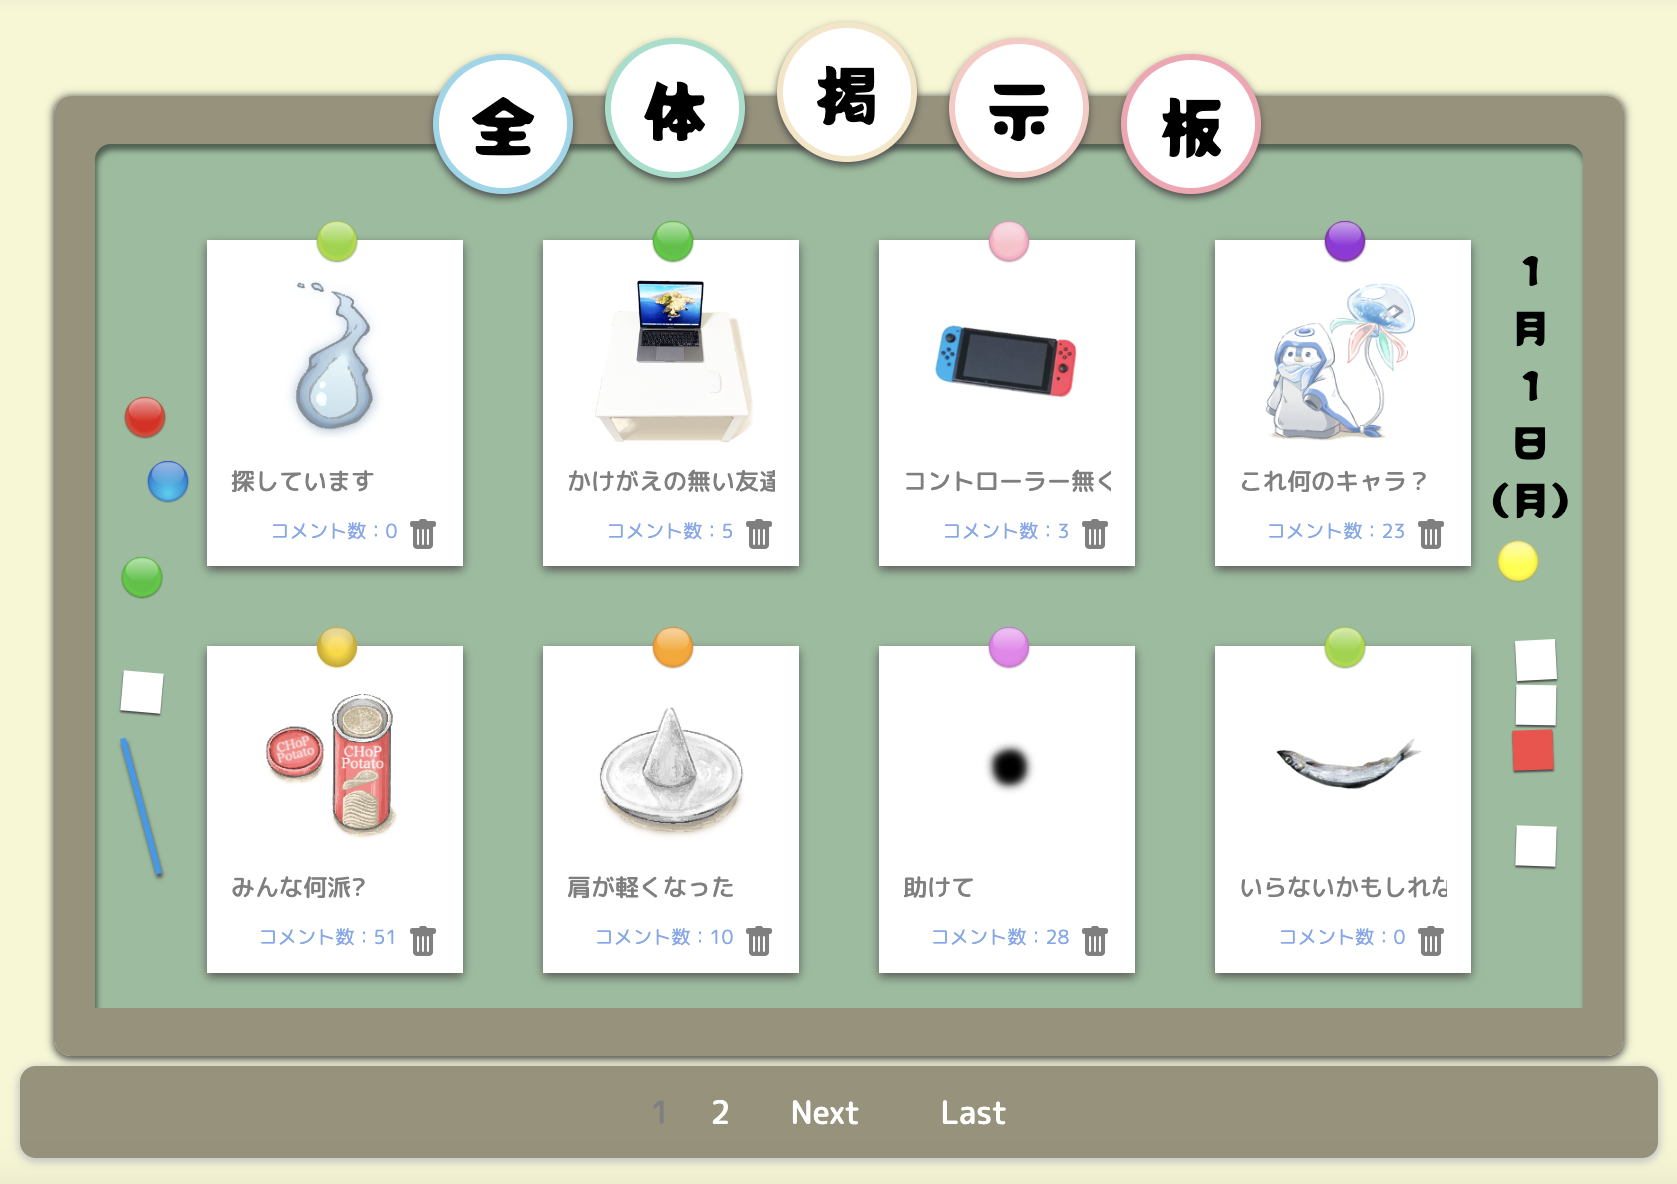 全体掲示板
探しています
コメント数：0
かけがえの無い友達
コメント数：5
コントローラー無く
コメント数：3
これ何のキャラ？
コメント数：23
1月1日(月)
CHoP
Potato
CHoP
Potato
みんな何派?
コメント数：51
肩が軽くなった
コメント数：10
助けて
コメント数：28
いらないかもしれな
コメント数：0
1 2 Next Last